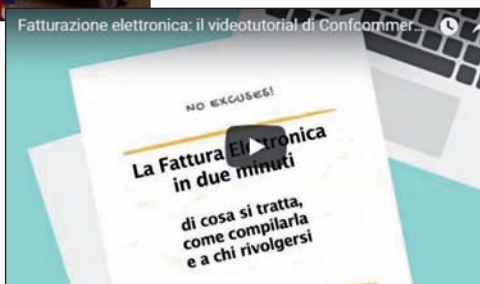 Fatturazione elettronica: il videotutorial di Confcommer...
NO EXCUSES!
La Fattura Elettronica
in due minuti
di cosa si tratta,
come compilarla
e a chi rivolgersi